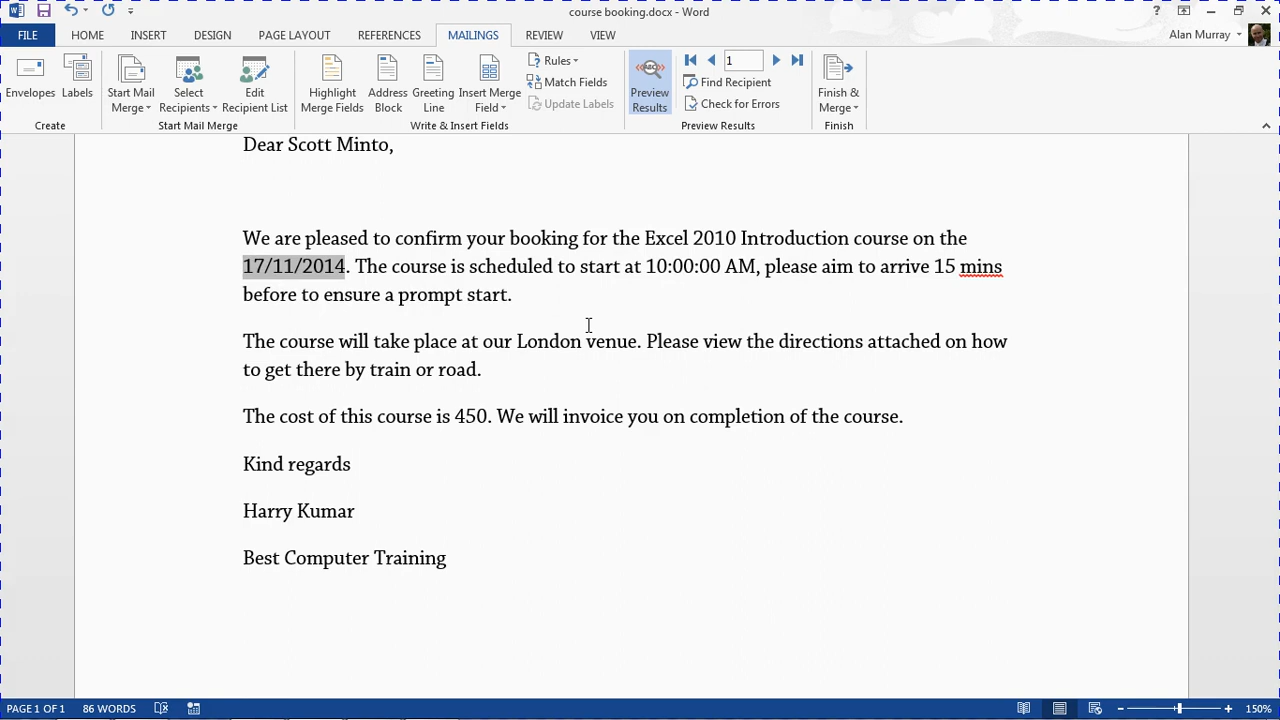 course booking.docx - Word
?
FILE HOME INSERT DESIGN PAGE LAYOUT REFERENCES MAILINGS REVIEW VIEW Alan Murray
Envelopes Labels Start Mail Merge Select Recipients Edit Recipient List Highlight Merge Fields Address Block Greeting Line Insert Merge Field Rules Match Fields Update Labels Preview Results 1 Find Recipient Check for Errors Finish & Merge
Create Start Mail Merge Write & Insert Fields Preview Results Finish
Dear Scott Minto,
We are pleased to confirm your booking for the Excel 2010 Introduction course on the
17/11/2014. The course is scheduled to start at 10:00:00 AM, please aim to arrive 15 mins
before to ensure a prompt start.
The course will take place at our London venue. Please view the directions attached on how
to get there by train or road.
The cost of this course is 450. We will invoice you on completion of the course.
Kind regards
Harry Kumar
Best Computer Training
PAGE 1 OF 1 86 WORDS 150%